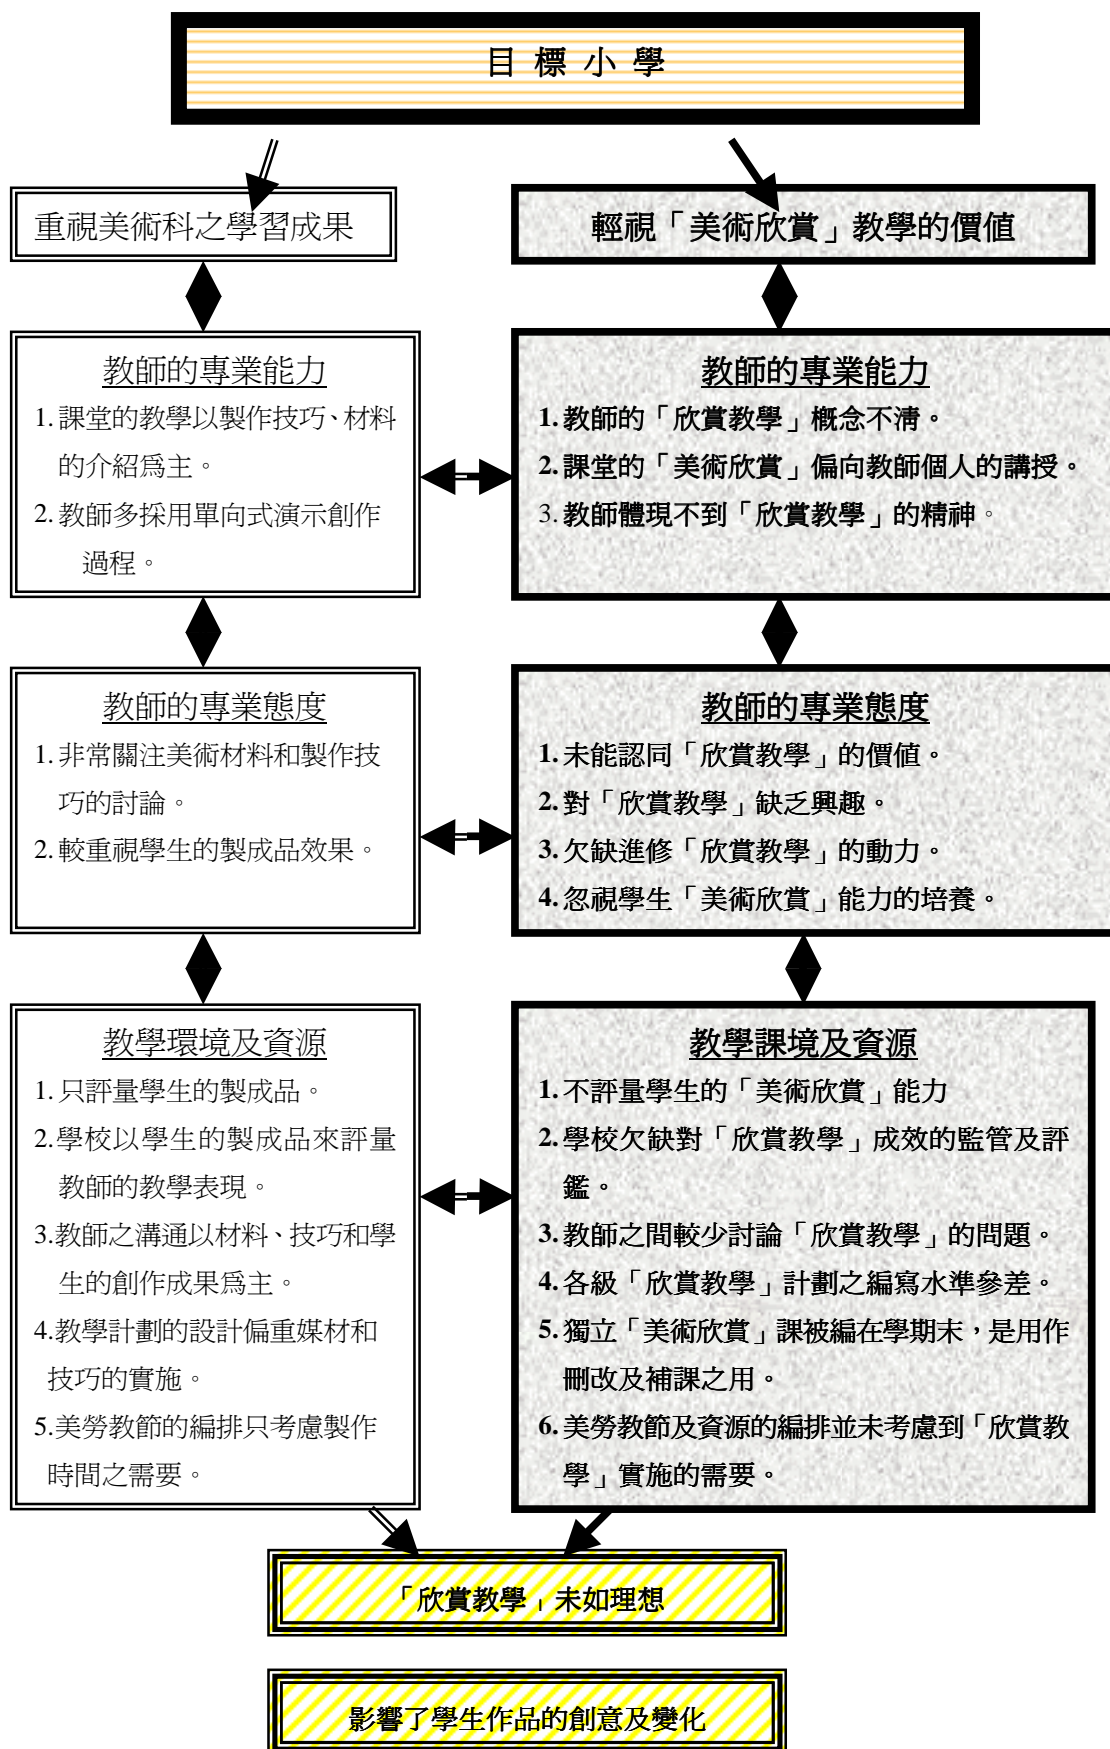 目 標 小 學
重視美術科之學習成果
輕視「美術欣賞」教學的價值
教師的專業能力
1. 課堂的教學以製作技巧、材料
的介紹爲主。
2. 教師多採用單向式演示創作
過程。
教師的專業能力
1. 教師的「欣賞教學」概念不清。
2. 課堂的「美術欣賞」偏向教師個人的講授。
3. 教師體現不到「欣賞教學」的精神。
教師的專業態度
1. 非常關注美術材料和製作技
巧的討論。
2. 較重視學生的製成品效果。
教師的專業態度
1. 未能認同「欣賞教學」的價值。
2. 對「欣賞教學」缺乏興趣。
3. 欠缺進修「欣賞教學」的動力。
4. 忽視學生「美術欣賞」能力的培養。
教學環境及資源
1. 只評量學生的製成品。
2.學校以學生的製成品來評量
教師的教學表現。
3.教師之溝通以材料、技巧和學
生的創作成果爲主。
4.教學計劃的設計偏重媒材和
技巧的實施。
5.美勞教節的編排只考慮製作
時間之需要。
教學課境及資源
1. 不評量學生的「美術欣賞」能力
2. 學校欠缺對「欣賞教學」成效的監管及評
鑑。
3. 教師之間較少討論「欣賞教學」的問題。
4. 各級「欣賞教學」計劃之編寫水準參差。
5. 獨立「美術欣賞」課被編在學期末，是用作
刪改及補課之用。
6. 美勞教節及資源的編排並未考慮到「欣賞教
學」實施的需要。
「欣賞教學」未如理想
影響了學生作品的創意及變化